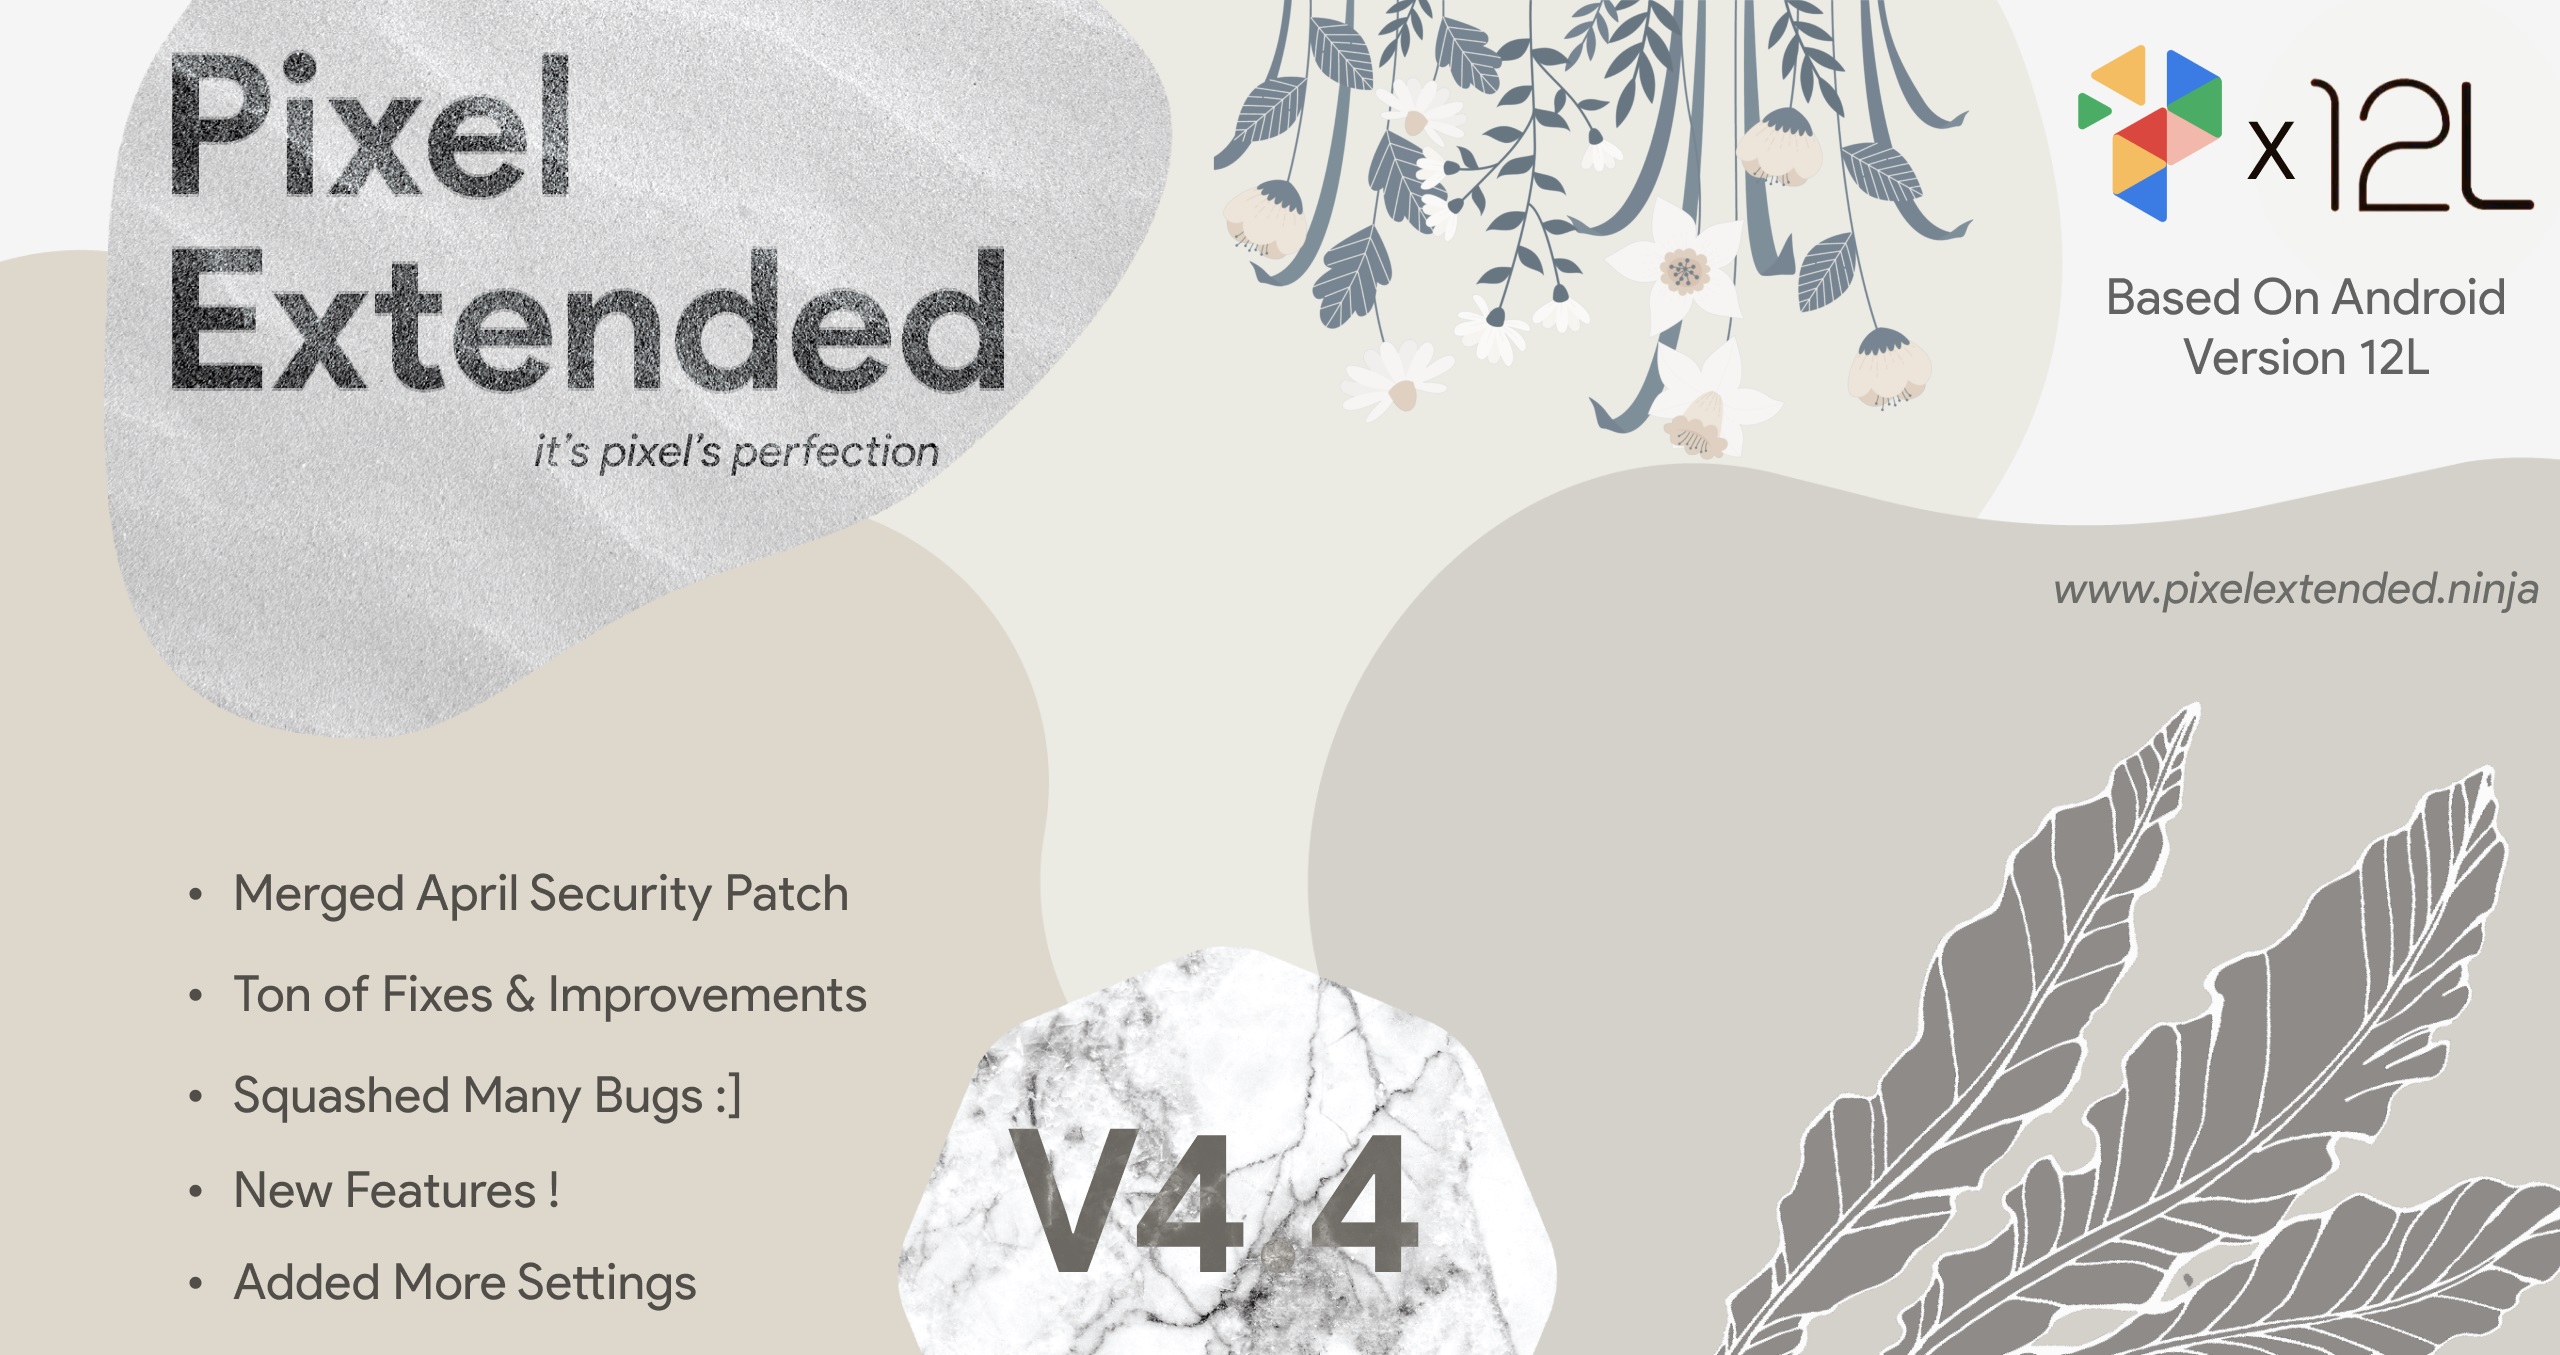 Pixel
Extended
it's pixel's perfection
x 12L
Based On Android
Version 12L
www.pixelextended.ninja
• Merged April Security Patch
• Ton of Fixes & Improvements
• Squashed Many Bugs :]
• New Features !
• Added More Settings
V4.4